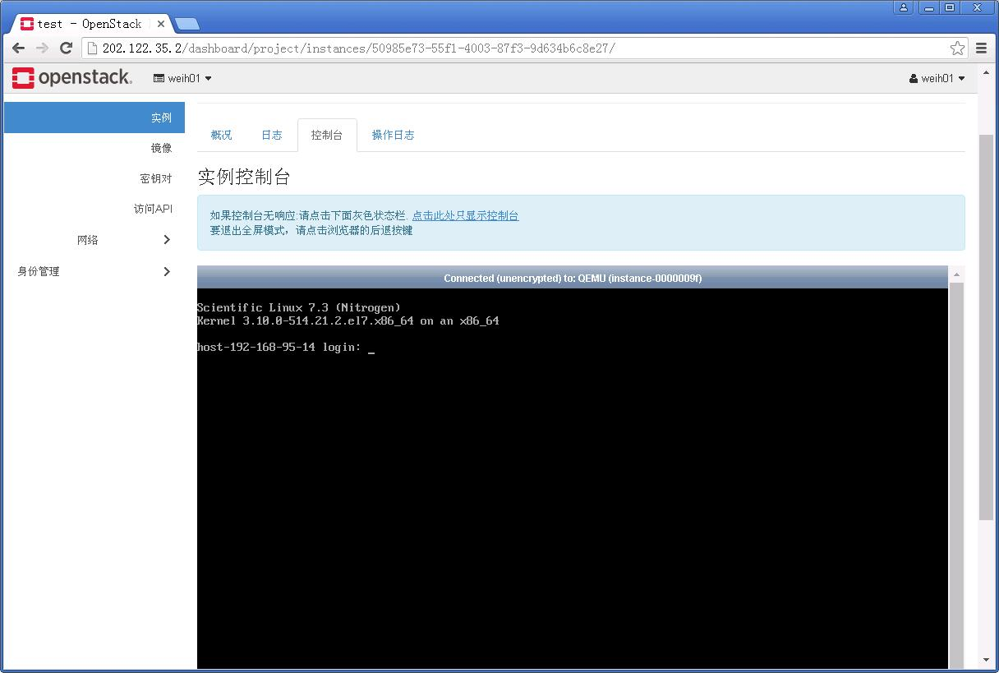 test - OpenStack
202.122.35.2/dashboard/project/instances/50985e73-55f1-4003-87f3-9d634b6c8e27/
openstack.
weih01
weih01
实例
镜像
密钥对
访问API
网络
身份管理
概况
日志
控制台
操作日志
实例控制台
如果控制台无响应:请点击下面灰色状态栏. 点击此处只显示控制台
要退出全屏模式，请点击浏览器的后退按键
Connected (unencrypted) to: QEMU (instance-0000009f)
Scientific Linux 7.3 (Nitrogen)
Kernel 3.10.0-514.21.2.el7.x86_64 on an x86_64
host-192-168-95-14 login: _